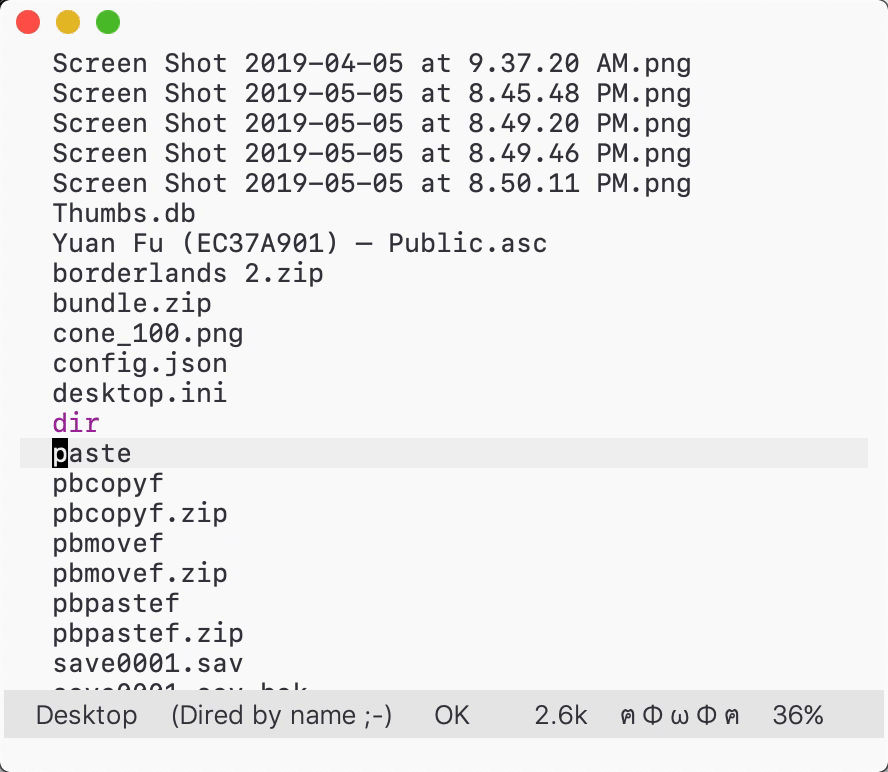 Screen Shot 2019-04-05 at 9.37.20 AM.png
Screen Shot 2019-05-05 at 8.45.48 PM.png
Screen Shot 2019-05-05 at 8.49.20 PM.png
Screen Shot 2019-05-05 at 8.49.46 PM.png
Screen Shot 2019-05-05 at 8.50.11 PM.png
Thumbs.db
Yuan Fu (EC37A901) – Public.asc
borderlands 2.zip
bundle.zip
cone_100.png
config.json
desktop.ini
dir
paste
pbcopyf
pbcopyf.zip
pbmovef
pbmovef.zip
pbpastef
pbpastef.zip
save0001.sav
save0001.sav.bak
Desktop (Dired by name ;-) OK 2.6k ฅΦωΦฅ 36%